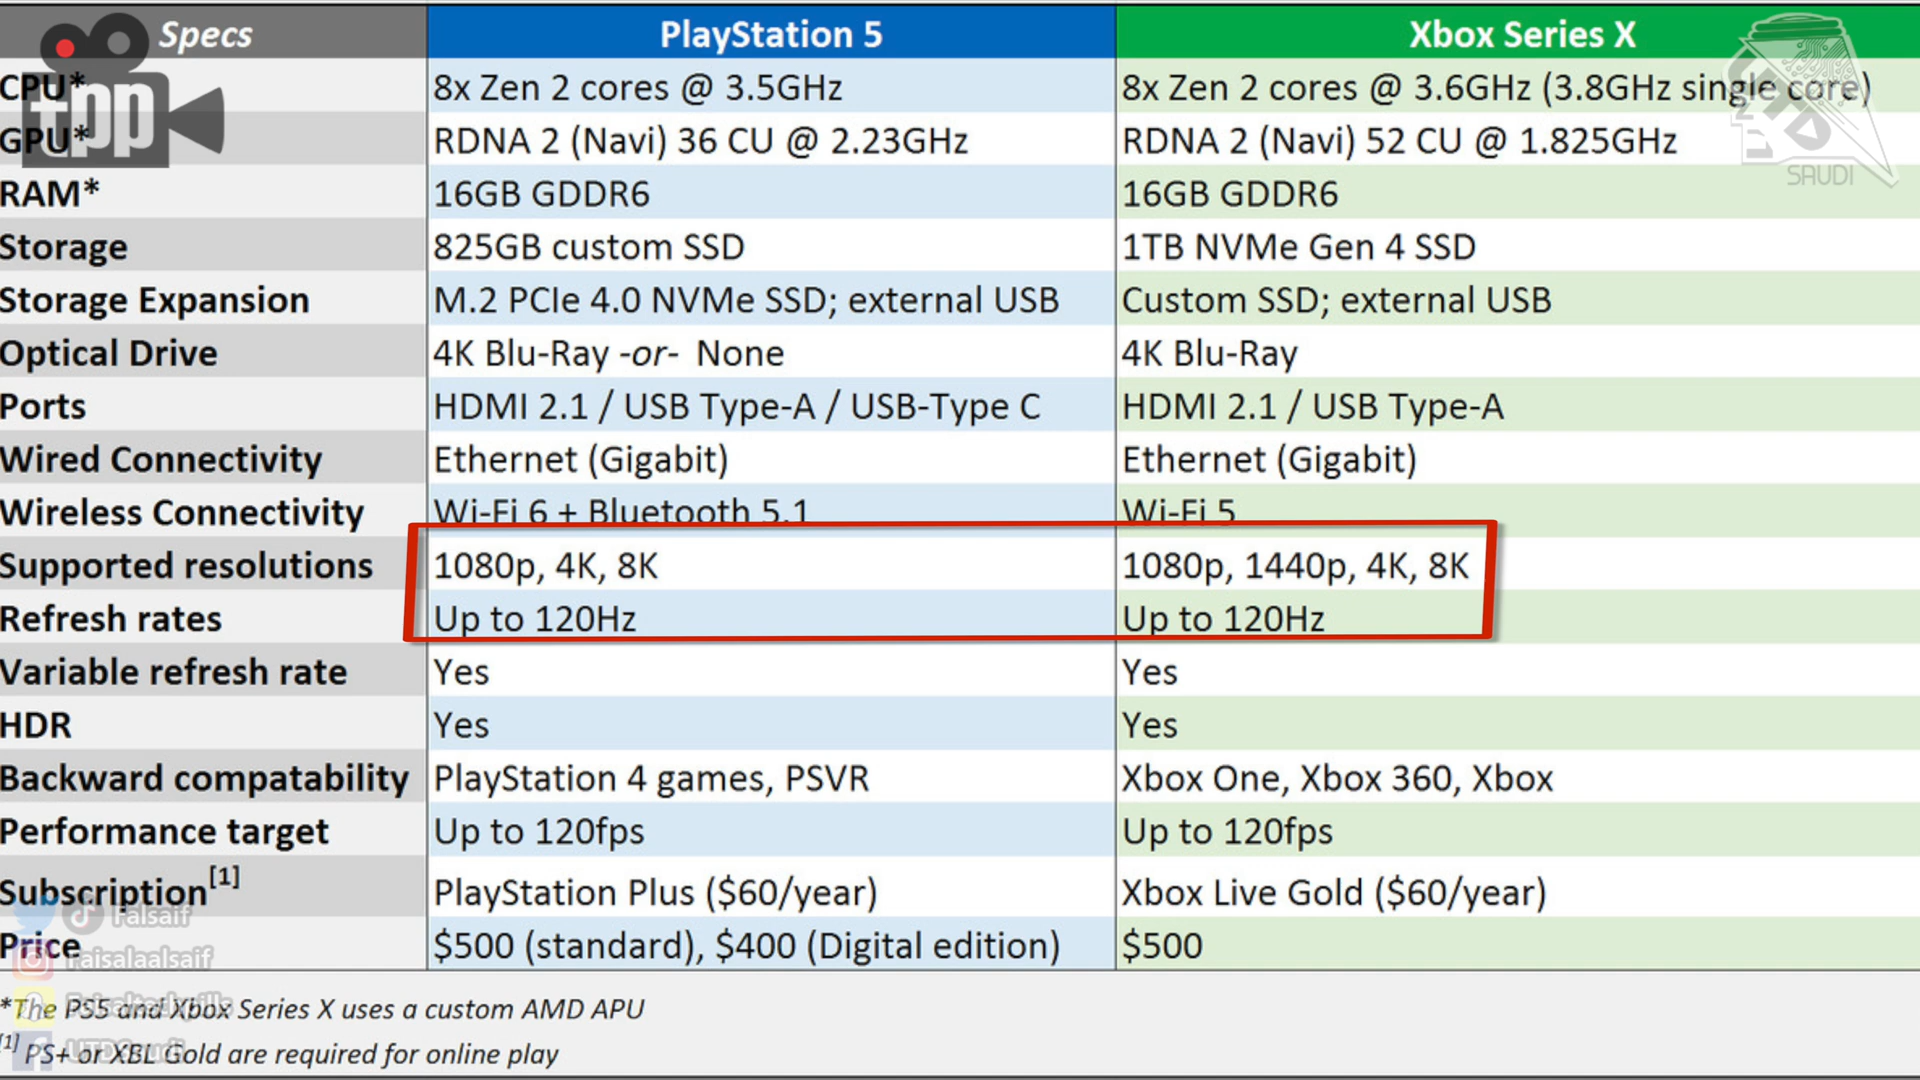 Specs PlayStation 5 Xbox Series X
CPU* 8x Zen 2 cores @ 3.5GHz 8x Zen 2 cores @ 3.6GHz (3.8GHz single core)
GPU* RDNA 2 (Navi) 36 CU @ 2.23GHz RDNA 2 (Navi) 52 CU @ 1.825GHz
tpp
RAM* 16GB GDDR6 16GB GDDR6
SAUDI
Storage 825GB custom SSD 1TB NVMe Gen 4 SSD
Storage Expansion M.2 PCIe 4.0 NVMe SSD; external USB Custom SSD; external USB
Optical Drive 4K Blu-Ray -or- None 4K Blu-Ray
Ports HDMI 2.1 / USB Type-A / USB-Type C HDMI 2.1 / USB Type-A
Wired Connectivity Ethernet (Gigabit) Ethernet (Gigabit)
Wireless Connectivity Wi-Fi 6 + Bluetooth 5.1 Wi-Fi 5
Supported resolutions 1080p, 4K, 8K 1080p, 1440p, 4K, 8K
Refresh rates Up to 120Hz Up to 120Hz
Variable refresh rate Yes Yes
HDR Yes Yes
Backward compatability PlayStation 4 games, PSVR Xbox One, Xbox 360, Xbox
Performance target Up to 120fps Up to 120fps
Subscription[1] PlayStation Plus ($60/year) Xbox Live Gold ($60/year)
Falsaif
Price $500 (standard), $400 (Digital edition) $500
Faisalaalsaif
*The PS5 and Xbox Series X uses a custom AMD APU
[1] PS+ or XBL Gold are required for online play
UTDSaudi